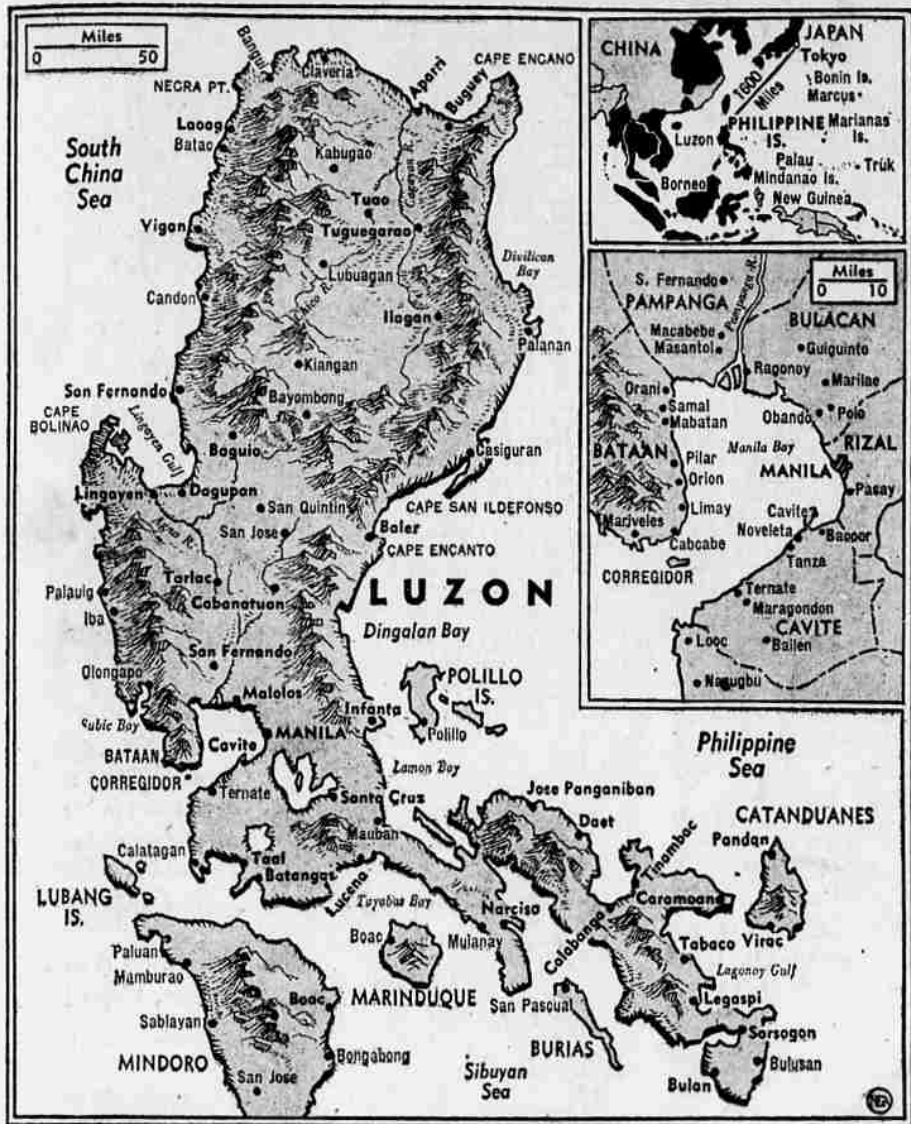 Miles
0 50
Bangui
Claveria
Aparri
Buguey
CAPE ENGANO
NEGRA PT.
Laoag
Batao
Kabugao
South
China
Sea
Tuao
Cagayan R.
Tuguegarao
Vigan
Lubuagan
Divilican
Bay
Chico R.
Candon
Ilagan
Palanan
Kiangan
San Fernando
Bayombong
CAPE
BOLINAO
Lingayen Gulf
Baguio
Casiguran
Lingayen
Dagupan
San Quintin
CAPE SAN ILDEFONSO
San Jose
Baler
CAPE ENCANTO
Agno R.
Tarlac
Cabanatuan
LUZON
Palauig
Iba
Dingalan Bay
San Fernando
Olongapo
POLILLO
IS.
Malolos
Infanta
Polillo
Subic Bay
MANILA
BATAAN
Cavite
Lamon Bay
CORREGIDOR
Ternate
Santa Cruz
Mauban
Jose Panganiban
Daet
Philippine
Sea
CATANDUANES
Pandan
Calatagan
Taal
Batangas
Lucena
Tayabas Bay
Tinambac
Caramoang
LUBANG
IS.
Narcisa
Calabanga
Boac
Mulanay
Tabaco
Virac
Lagonoy Gulf
Paluan
Mamburao
MARINDUQUE
San Pascual
Legaspi
Boac
Sablayan
Sorsogon
MINDORO
Bongabong
BURIAS
Bulusan
Bulan
San Jose
Sibuyan
Sea
NEA
CHINA
JAPAN
Tokyo
Bonin Is.
Marcus
1600
Miles
Luzon
PHILIPPINE
IS.
Marianas
Is.
Palau
Truk
Mindanao Is.
Borneo
New Guinea
S. Fernando
PAMPANGA
Pampanga R.
Miles
0 10
BULACAN
Macabebe
Masantol
Guiguinto
Ragonoy
Marilae
Orani
Samal
Mabatan
Obando
Polo
BATAAN
Manila Bay
RIZAL
Pilar
MANILA
Orion
Pasay
Limay
Cavite
Mariveles
Noveleta
Bacoor
Cabcabe
Tanza
CORREGIDOR
Ternate
Maragondon
CAVITE
Looc
Bailen
Nasugbu